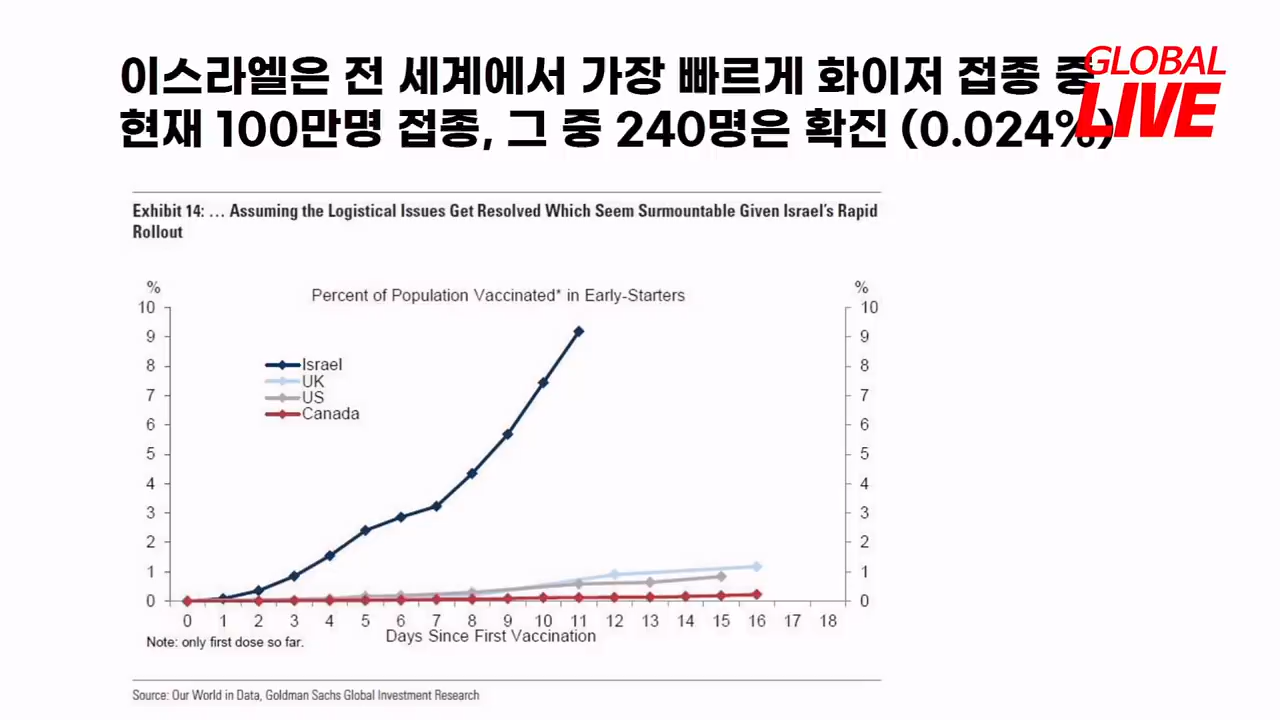 이스라엘은 전 세계에서 가장 빠르게 화이저 접종 중
현재 100만명 접종, 그 중 240명은 확진 (0.024%)
GLOBAL
LIVE
Exhibit 14: … Assuming the Logistical Issues Get Resolved Which Seem Surmountable Given Israel's Rapid
Rollout
% %
Percent of Population Vaccinated* in Early-Starters
10 10
9 9
8 8
7 7
6 6
5 5
4 4
3 3
2 2
1 1
0 0
Israel
UK
US
Canada
0 1 2 3 4 5 6 7 8 9 10 11 12 13 14 15 16 17 18
Days Since First Vaccination
Note: only first dose so far.
Source: Our World in Data, Goldman Sachs Global Investment Research